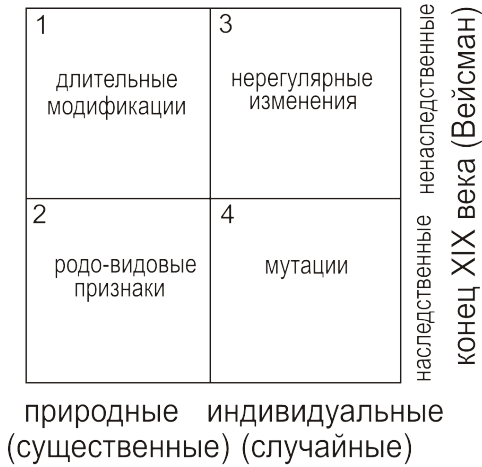 1
длительные
модификации
3
нерегулярные
изменения
2
родо-видовые
признаки
4
мутации
ненаследственные
наследственные
конец XIX века (Вейсман)
природные индивидуальные
(существенные) (случайные)